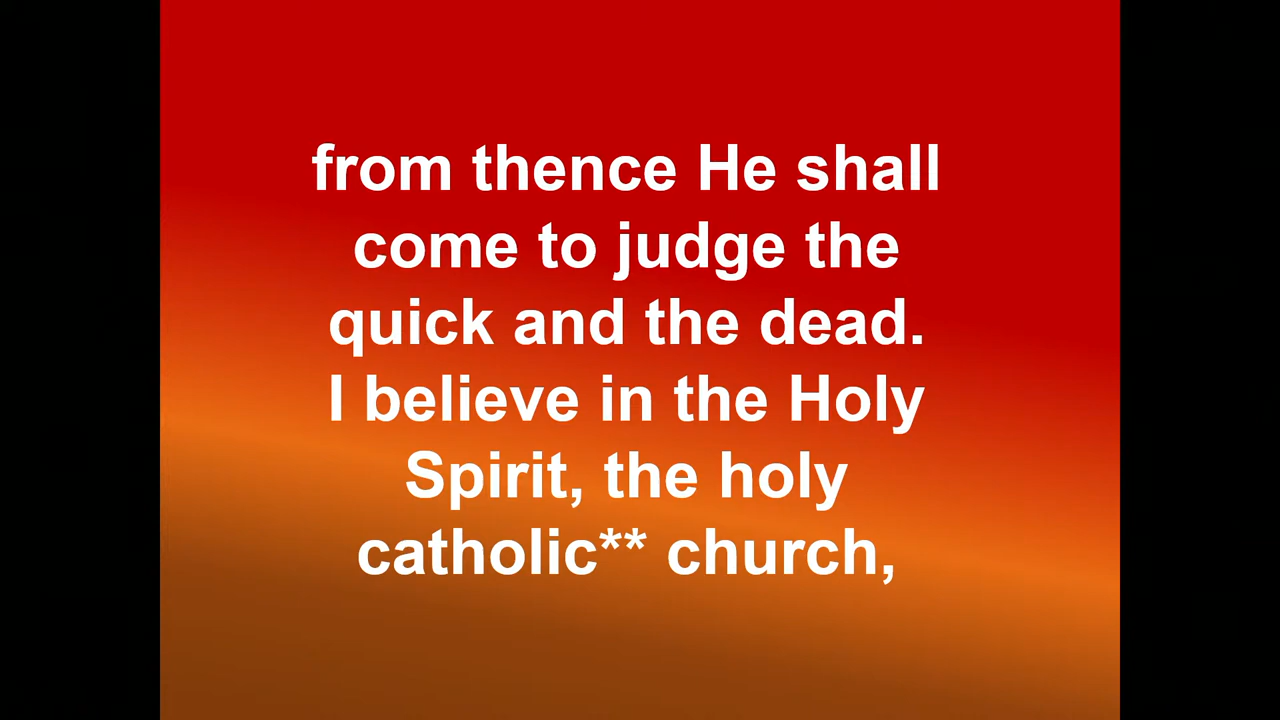 from thence He shall
come to judge the
quick and the dead.
I believe in the Holy
Spirit, the holy
catholic** church,